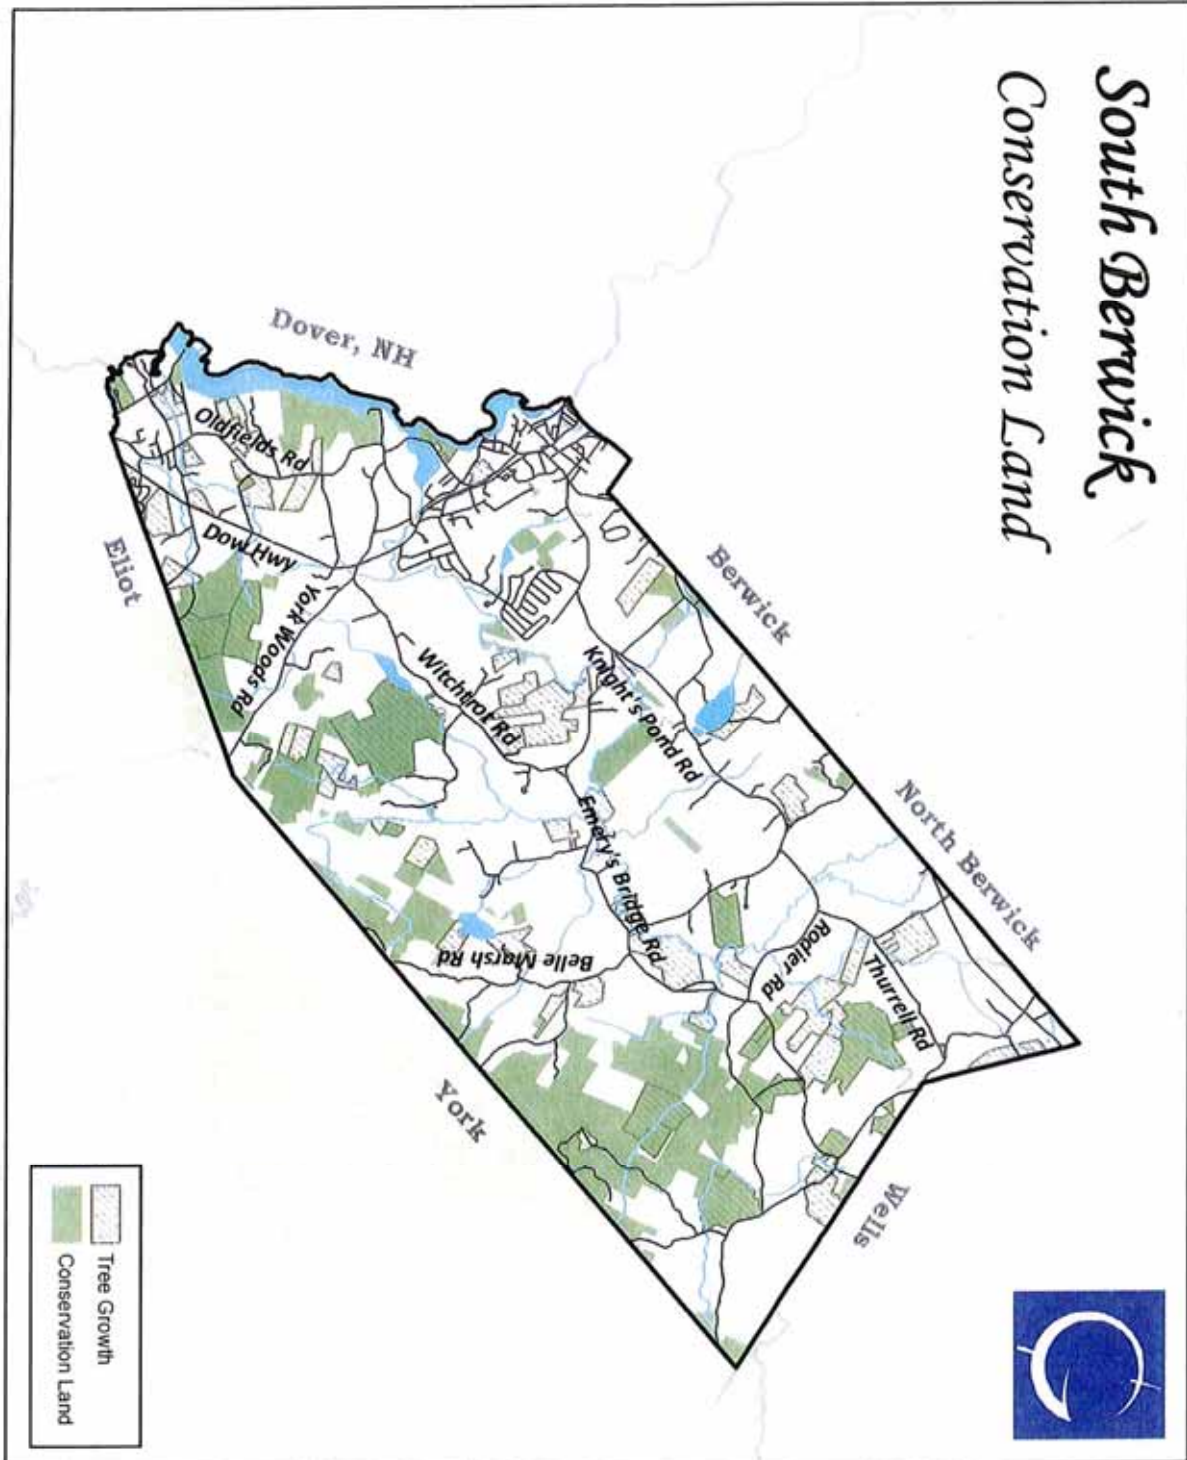 South Berwick
Conservation Land
Dover, NH
Berwick
North Berwick
Oldfields Rd
Dow Hwy
Eliot
York Woods Rd
Witchtrot Rd
Knight's Pond Rd
Emery's Bridge Rd
Belle Marsh Rd
Rodier Rd
Thurrell Rd
York
Wells
Tree Growth
Conservation Land